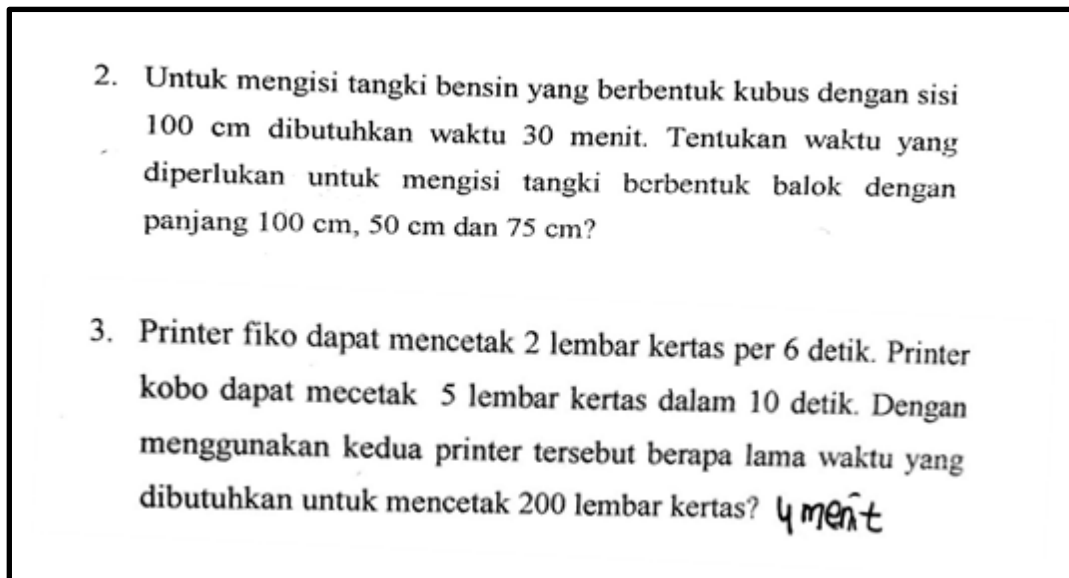 2. Untuk mengisi tangki bensin yang berbentuk kubus dengan sisi
100 cm dibutuhkan waktu 30 menit. Tentukan waktu yang
diperlukan untuk mengisi tangki berbentuk balok dengan
panjang 100 cm, 50 cm dan 75 cm?
3. Printer fiko dapat mencetak 2 lembar kertas per 6 detik. Printer
kobo dapat mecetak 5 lembar kertas dalam 10 detik. Dengan
menggunakan kedua printer tersebut berapa lama waktu yang
dibutuhkan untuk mencetak 200 lembar kertas? 4 menit